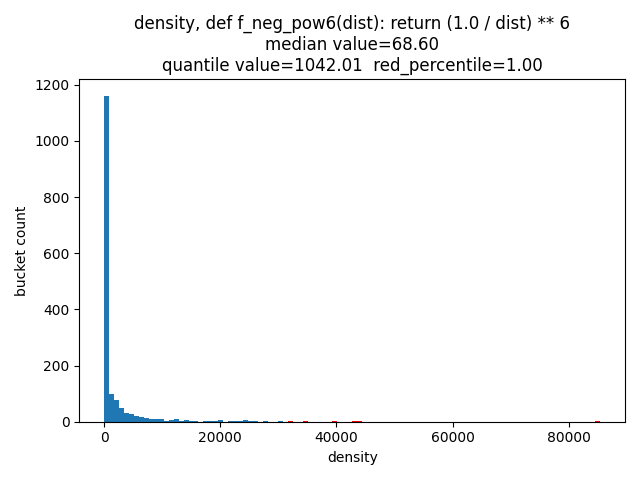 density, def f_neg_pow6(dist): return (1.0 / dist) ** 6
median value=68.60
quantile value=1042.01  red_percentile=1.00
1200
1000
800
600
400
200
0
bucket count
0 20000 40000 60000 80000
density